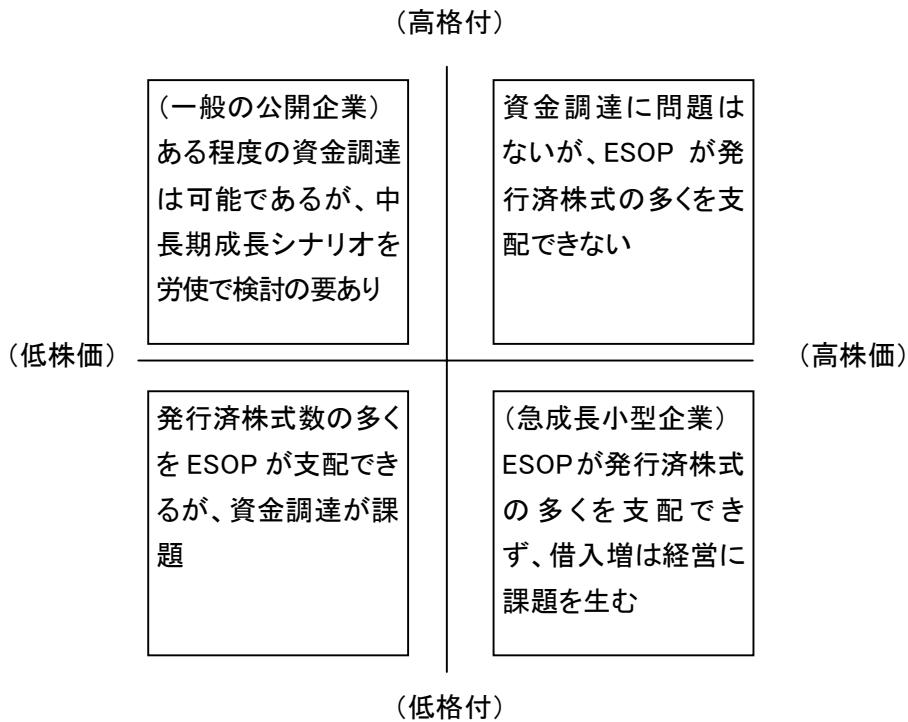 （高格付）
（一般の公開企業）
ある程度の資金調達
は可能であるが、中
長期成長シナリオを
労使で検討の要あり
資金調達に問題は
ないが、ESOP が発
行済株式の多くを支
配できない
（低株価）
（高株価）
発行済株式数の多く
を ESOP が支配でき
るが、資金調達が課
題
（急成長小型企業）
ESOPが発行済株式
の多くを支配でき
ず、借入増は経営に
課題を生む
（低格付）